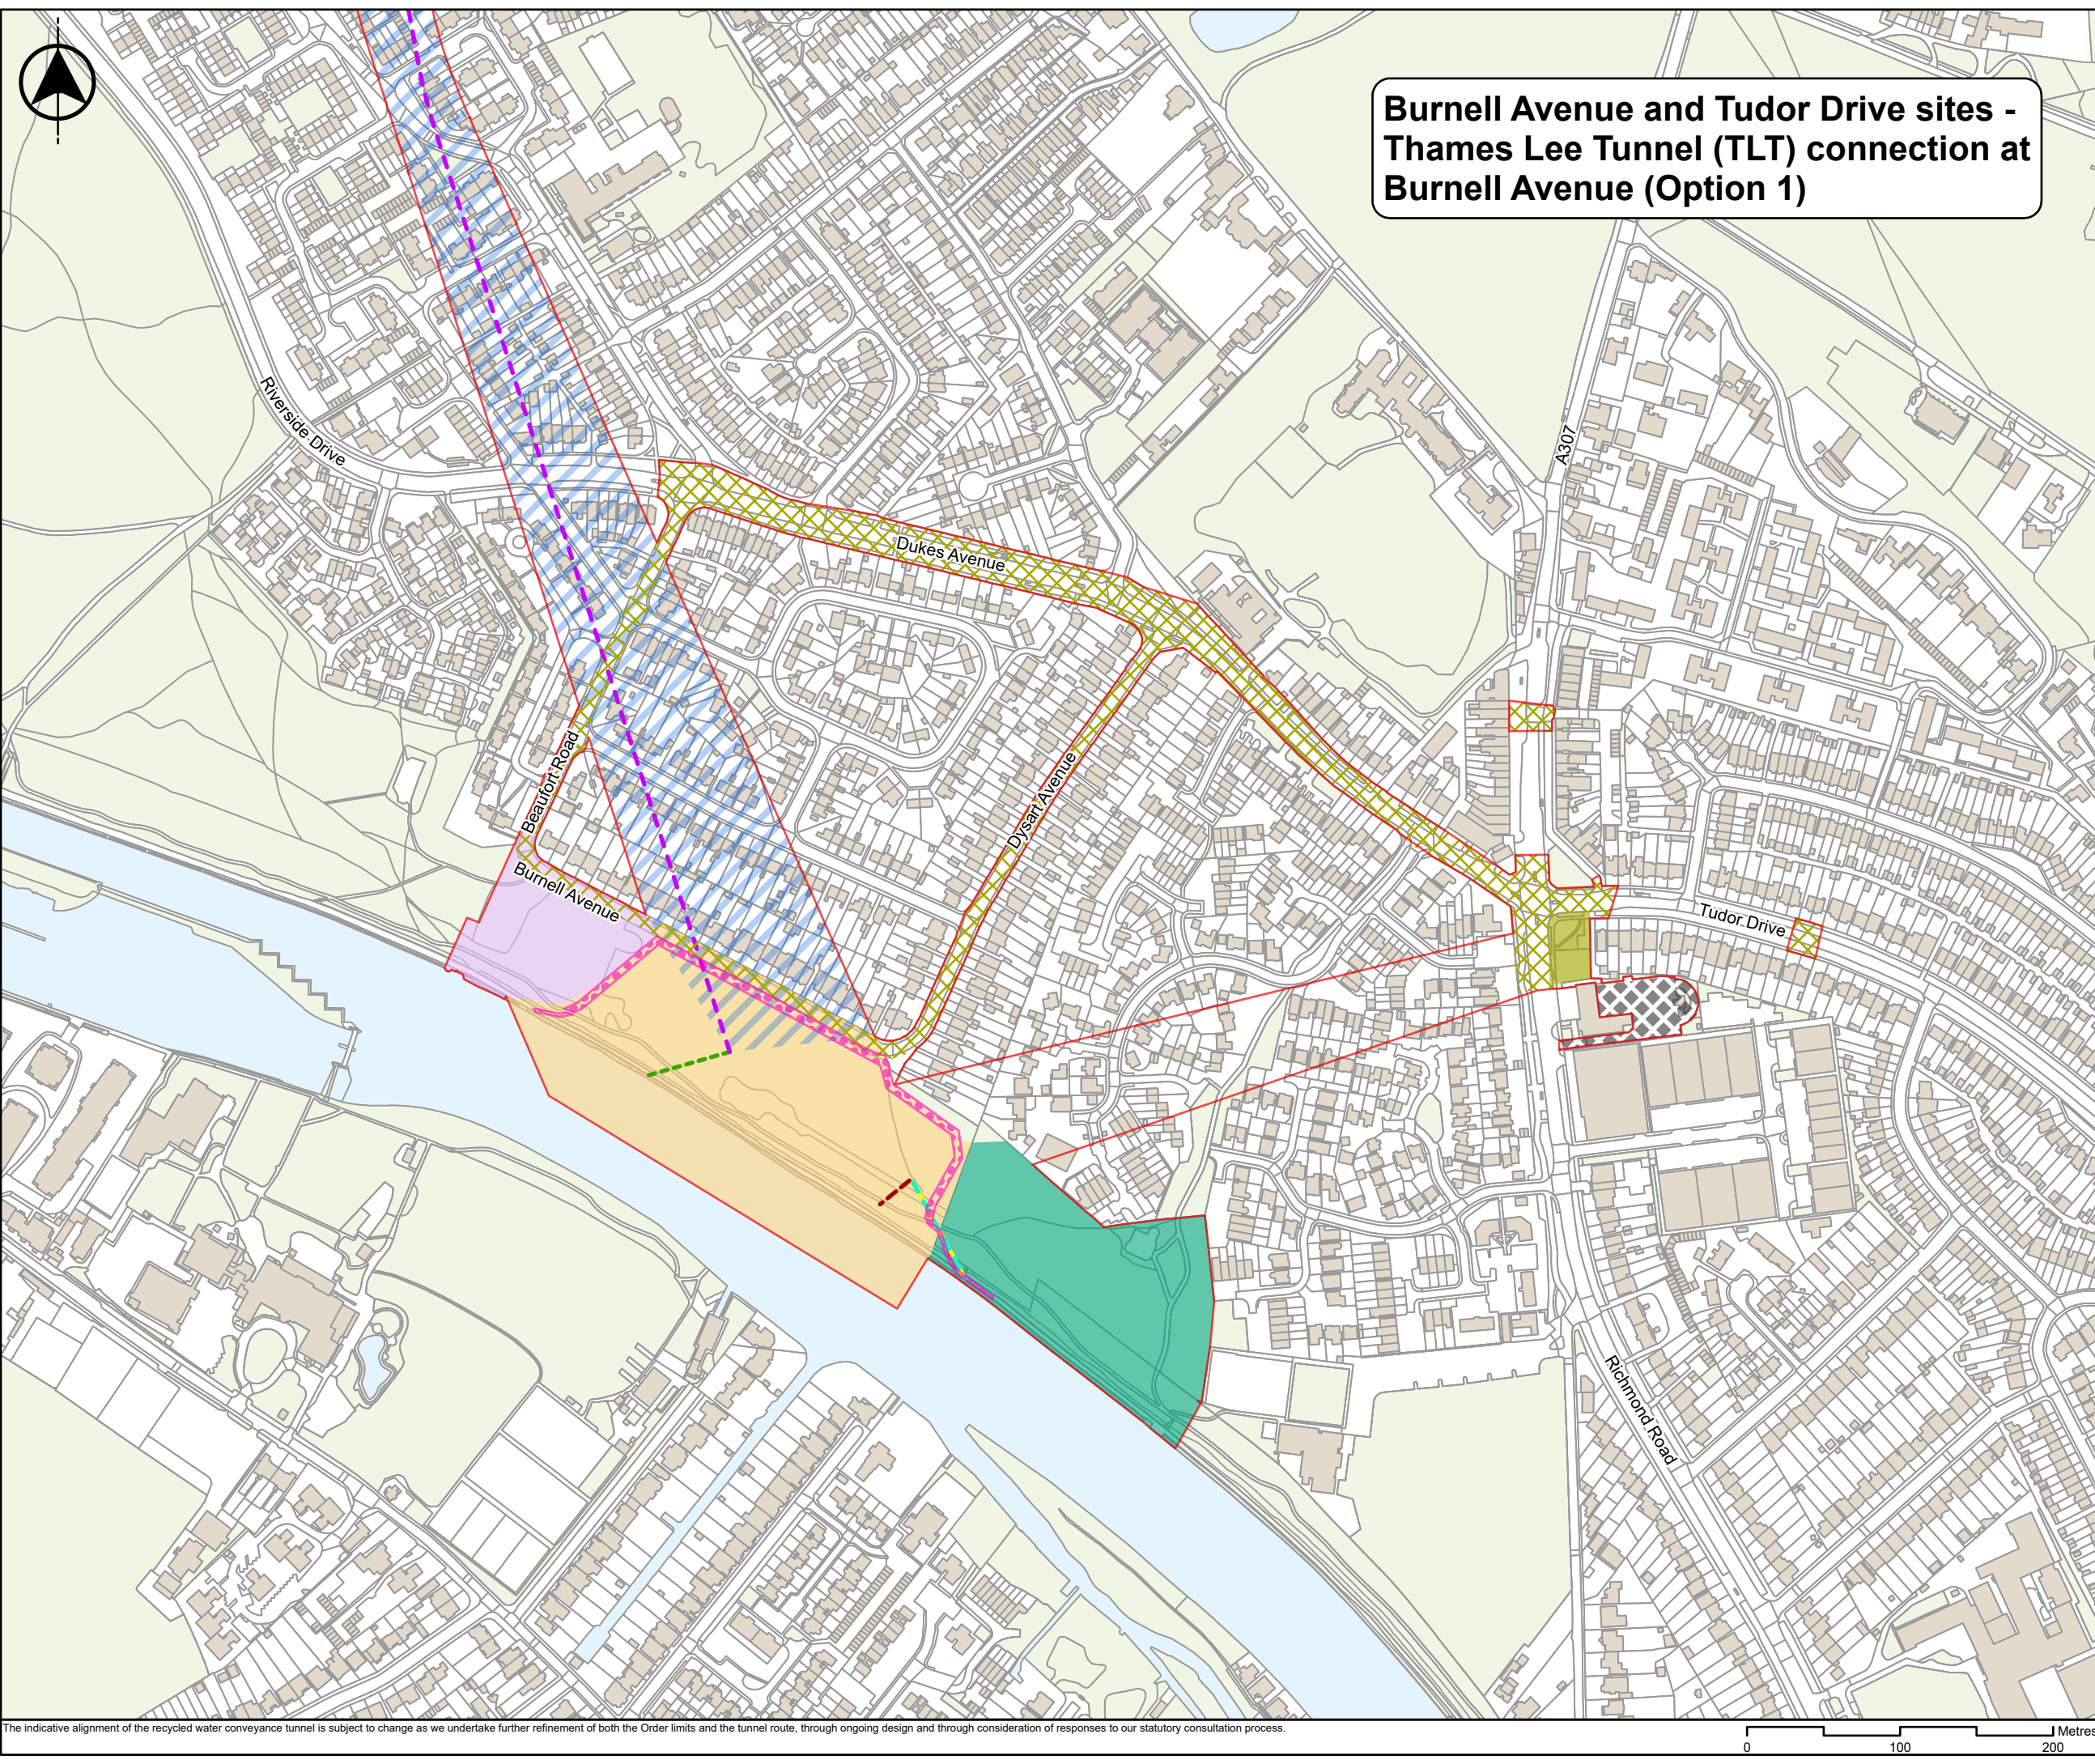 Burnell Avenue and Tudor Drive sites -
Thames Lee Tunnel (TLT) connection at
Burnell Avenue (Option 1)
Riverside Drive
A307
Dukes Avenue
Beaufort Road
Dysart Avenue
Burnell Avenue
Tudor Drive
Richmond Road
The indicative alignment of the recycled water conveyance tunnel is subject to change as we undertake further refinement of both the Order limits and the tunnel route, through ongoing design and through consideration of responses to our statutory consultation process.
Metres
0 100 200